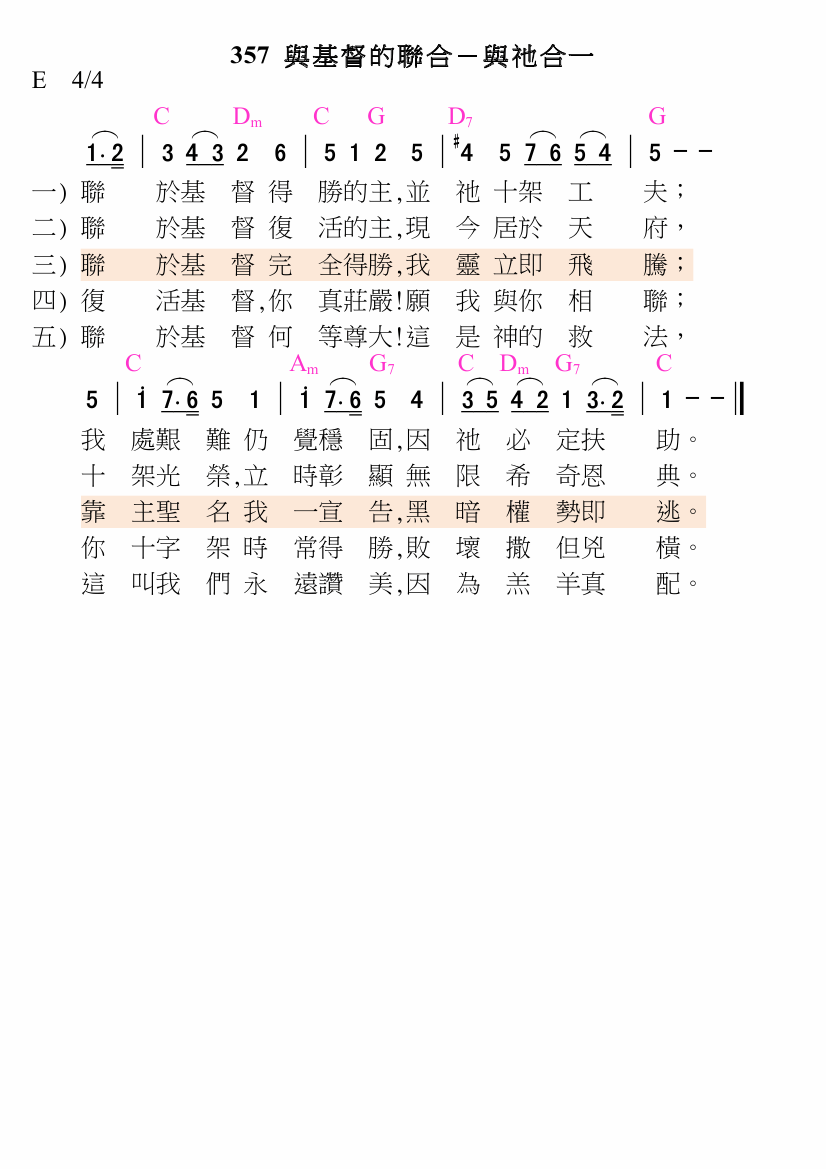 357 與基督的聯合－與祂合一
E 4/4
C Dm C G D7 G
1· 2 | 3 4 3 2 6 | 5 1 2 5 | #4 5 7 6 5 4 | 5 － －
一) 聯 於基 督 得 勝的主,並 祂 十架 工 夫；
二) 聯 於基 督 復 活的主,現 今 居於 天 府，
三) 聯 於基 督 完 全得勝,我 靈 立即 飛 騰；
四) 復 活基 督,你 真莊嚴!願 我 與你 相 聯；
五) 聯 於基 督 何 等尊大!這 是 神的 救 法，
C Am G7 C Dm G7 C
5 | i 7· 6 5 1 | i 7· 6 5 4 | 3 5 4 2 1 3· 2 | 1 － － ‖
我 處艱 難 仍 覺穩 固,因 祂 必 定扶 助。
十 架光 榮,立 時彰 顯 無 限 希 奇恩 典。
靠 主聖 名 我 一宣 告,黑 暗 權 勢即 逃。
你 十字 架 時 常得 勝,敗 壞 撒 但兇 橫。
這 叫我 們 永 遠讚 美,因 為 羔 羊真 配。